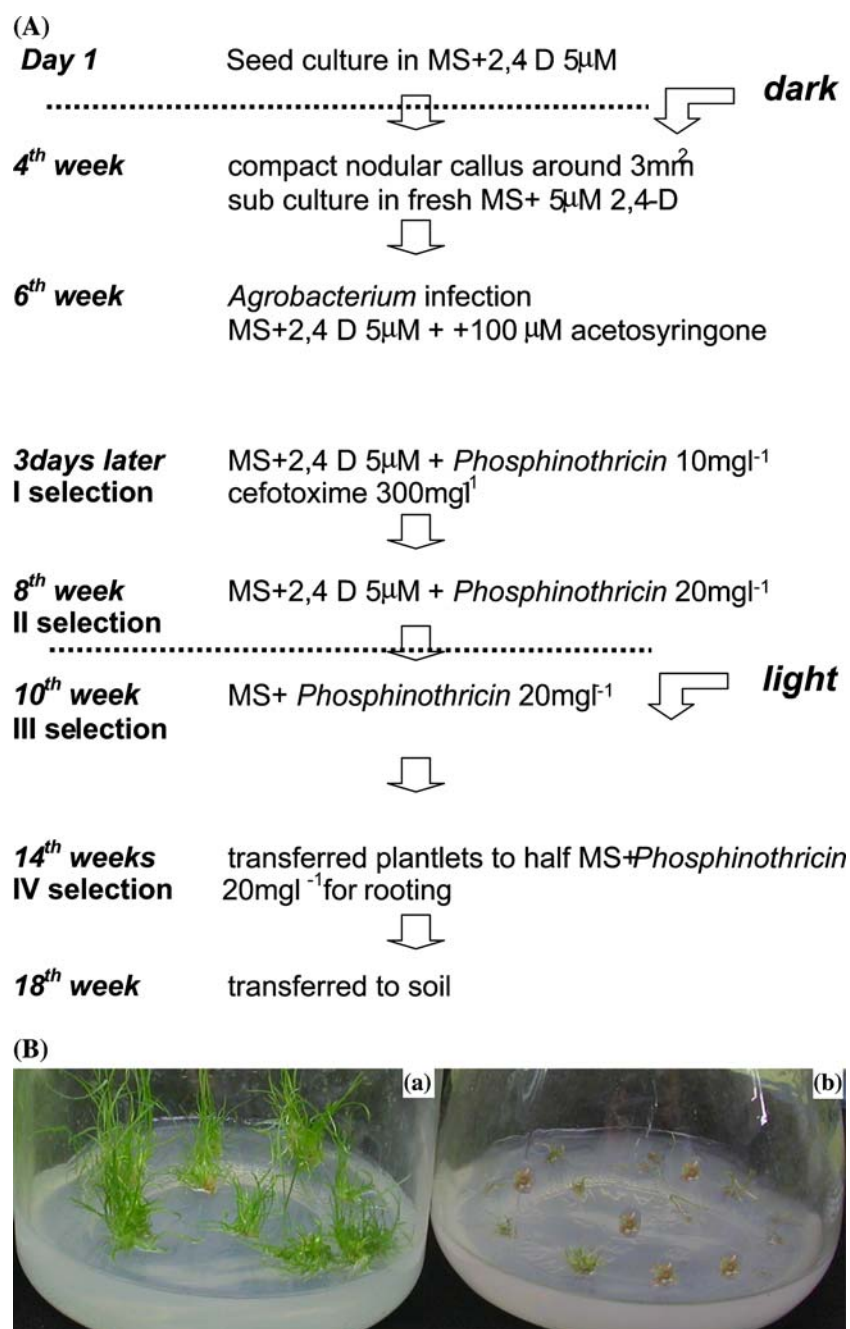 (A)
Day 1 Seed culture in MS+2,4 D 5µM
dark
4th week compact nodular callus around 3mm2
sub culture in fresh MS+ 5µM 2,4-D
6th week Agrobacterium infection
MS+2,4 D 5µM + +100 µM acetosyringone
3days later MS+2,4 D 5µM + Phosphinothricin 10mgl-1
I selection cefotoxime 300mgl1
8th week MS+2,4 D 5µM + Phosphinothricin 20mgl-1
II selection
light
10th week MS+ Phosphinothricin 20mgl-1
III selection
14th weeks transferred plantlets to half MS+Phosphinothricin
IV selection 20mgl -1 for rooting
18th week transferred to soil
(B)
(a) (b)